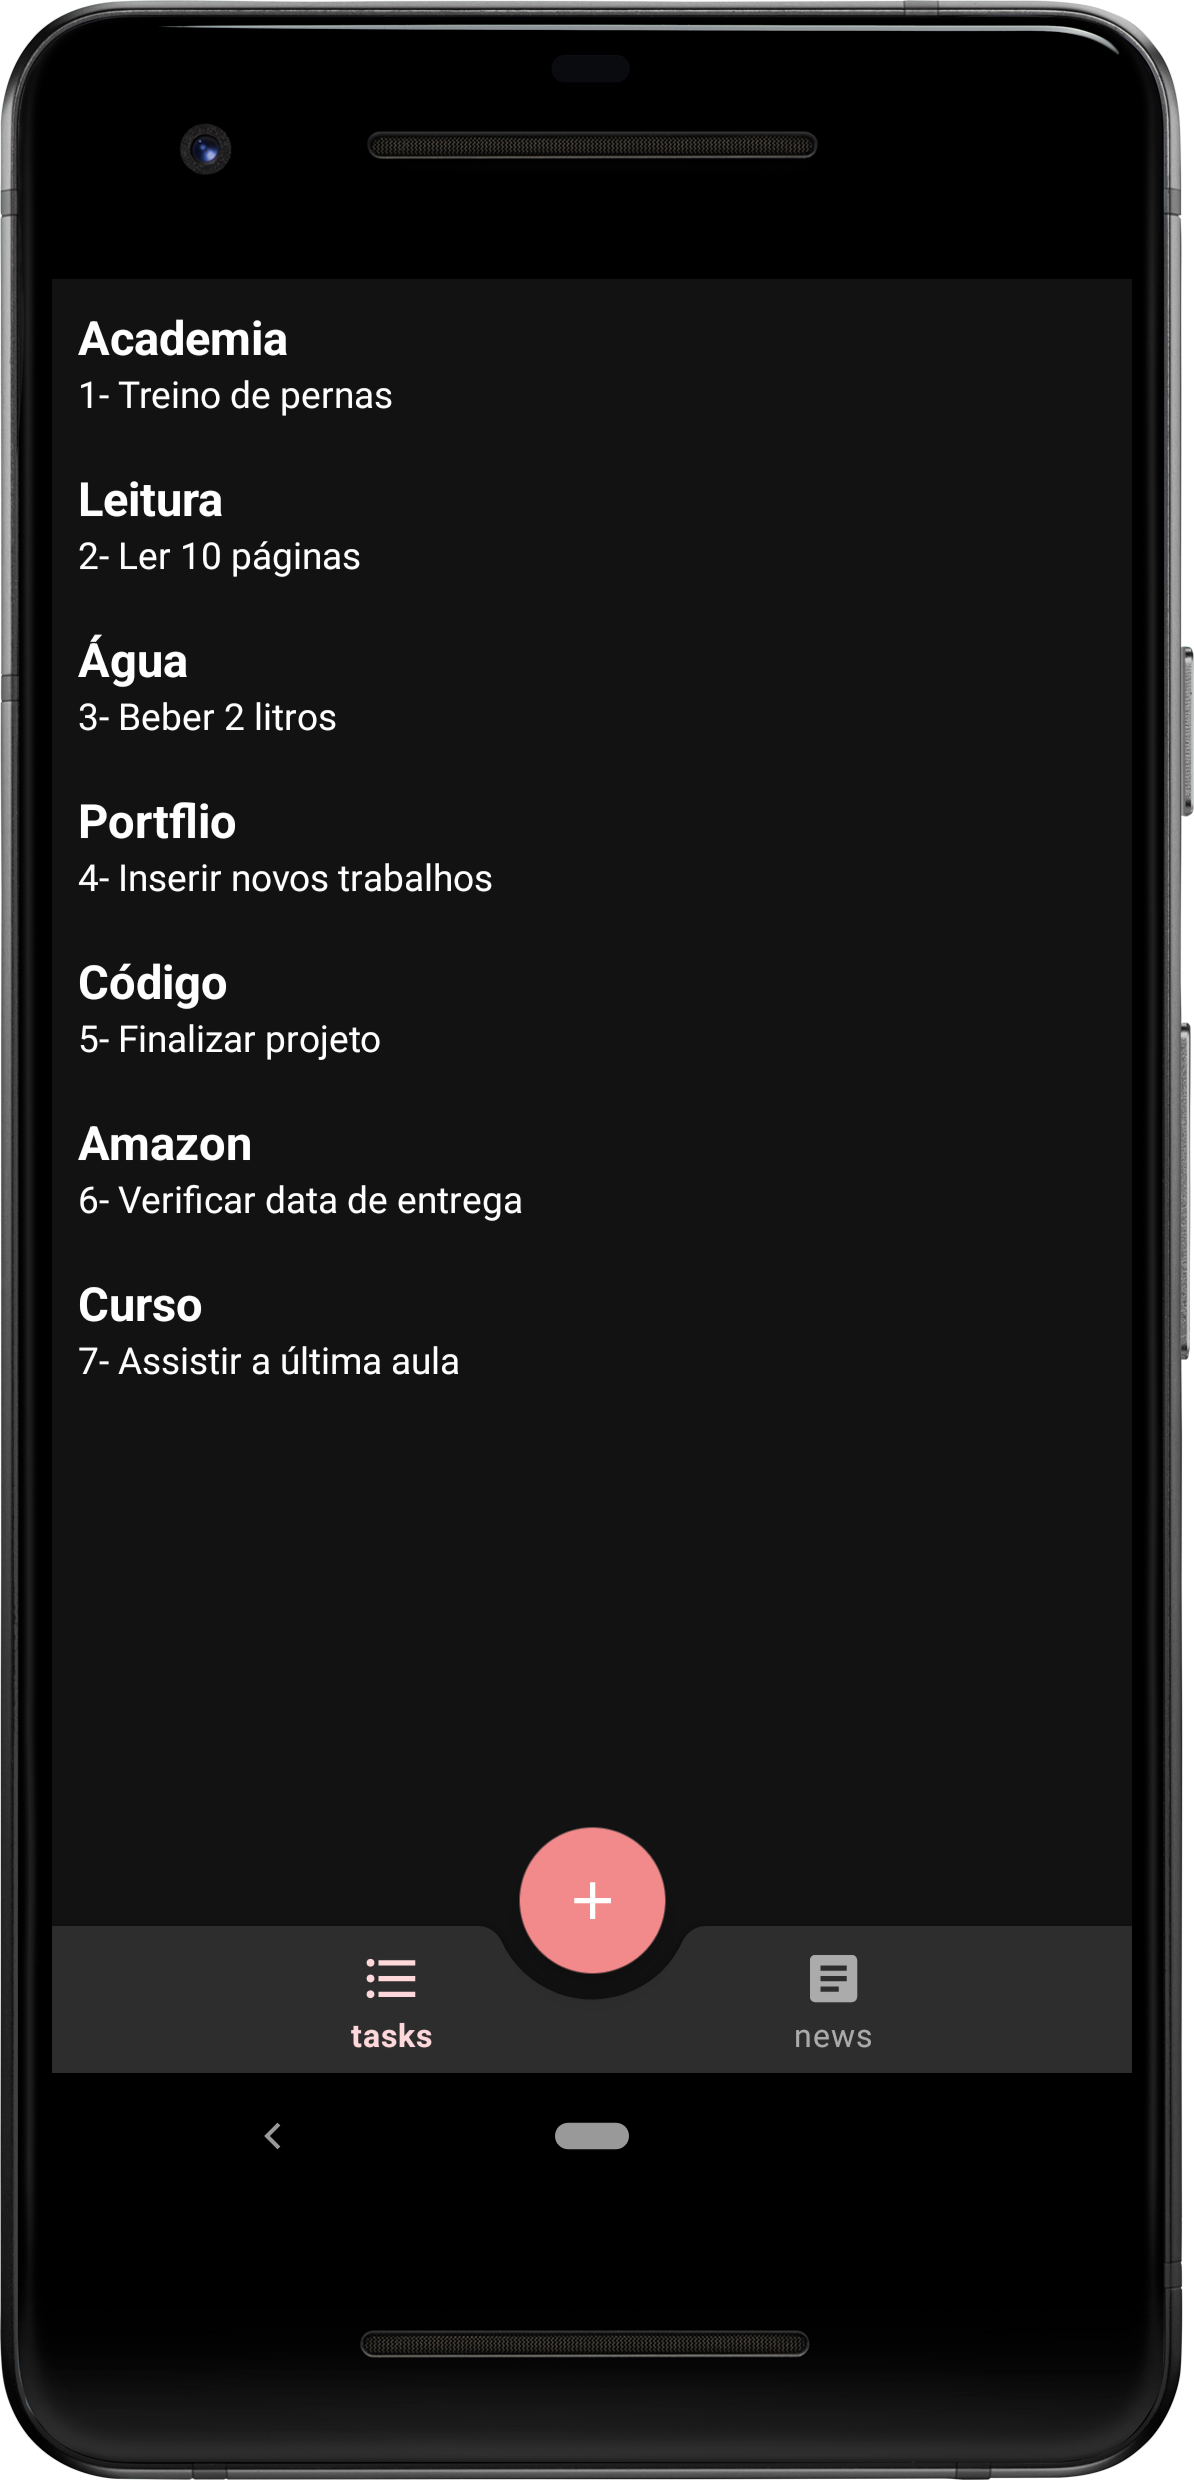 Academia
1- Treino de pernas
Leitura
2- Ler 10 páginas
Água
3- Beber 2 litros
Portflio
4- Inserir novos trabalhos
Código
5- Finalizar projeto
Amazon
6- Verificar data de entrega
Curso
7- Assistir a última aula
tasks
news